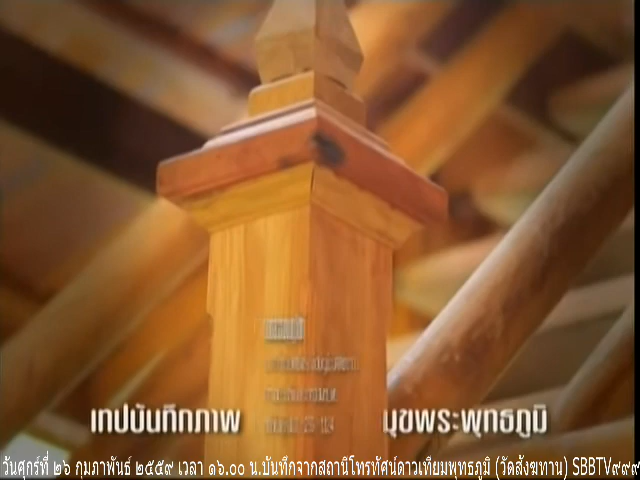 เทปบันทึกภาพ มุขพระพุทธภูมิ
วันศุกร์ที่ ๒๖ กุมภาพันธ์ ๒๕๕๙ เวลา ๑๖.๐๐ น.บันทึกจากสถานีโทรทัศน์ดาวเทียมพุทธภูมิ (วัดสังฆทาน) SBBTV๙๙๙